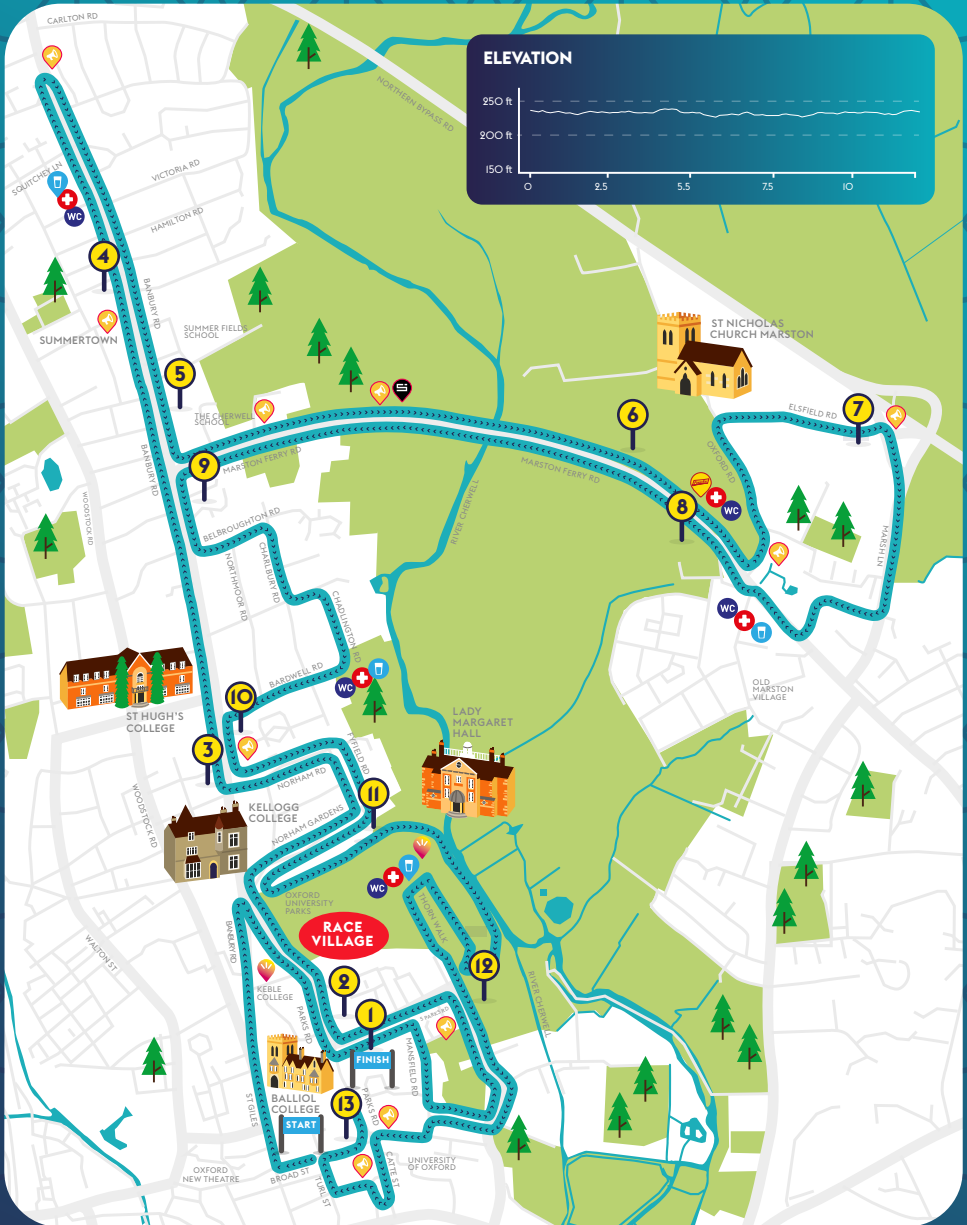 CARLTON RD
NORTHERN BYPASS RD
ELEVATION
250 ft
200 ft
150 ft
0
2.5
5.5
7.5
10
SQUITCHEY LN
VICTORIA RD
WC
HAMILTON RD
4
BANBURY RD
SUMMERTOWN
SUMMER FIELDS
SCHOOL
ST NICHOLAS
CHURCH MARSTON
5
THE CHERWELL
SCHOOL
6
ELSFIELD RD
7
OXFORD RD
BANBURY RD
9
MARSTON FERRY RD
MARSTON FERRY RD
8
WC
WOODSTOCK RD
BELBROUGHTON RD
RIVER CHERWELL
MARSH LN
NORTHMOOR RD
CHARLBURY RD
CHADLINGTON RD
WC
BARDWELL RD
WC
OLD
MARSTON
VILLAGE
ST HUGH'S
COLLEGE
10
LADY
MARGARET
HALL
3
FYFIELD RD
NORHAM RD
11
WOODSTOCK RD
KELLOGG
COLLEGE
NORHAM GARDENS
WC
OXFORD
UNIVERSITY
PARKS
THORN WALK
BANBURY RD
RACE
VILLAGE
WALTON ST
KEBLE
COLLEGE
2
12
RIVER CHERWELL
PARKS RD
1
S PARKS RD
FINISH
MANSFIELD RD
BALLIOL
COLLEGE
13
PARKS RD
ST GILES
START
OXFORD
NEW THEATRE
BROAD ST
TURL ST
CATTE ST
UNIVERSITY
OF OXFORD